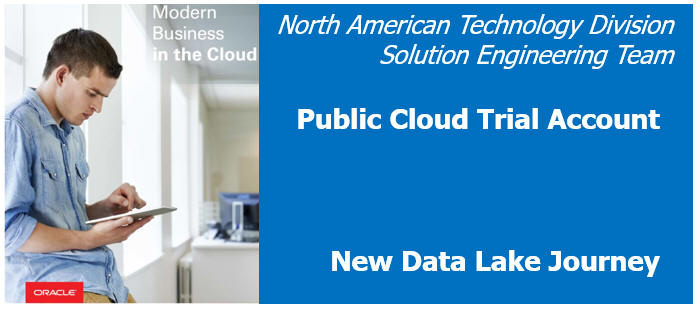 Modern
Business
in the Cloud
ORACLE
North American Technology Division
Solution Engineering Team
Public Cloud Trial Account
New Data Lake Journey